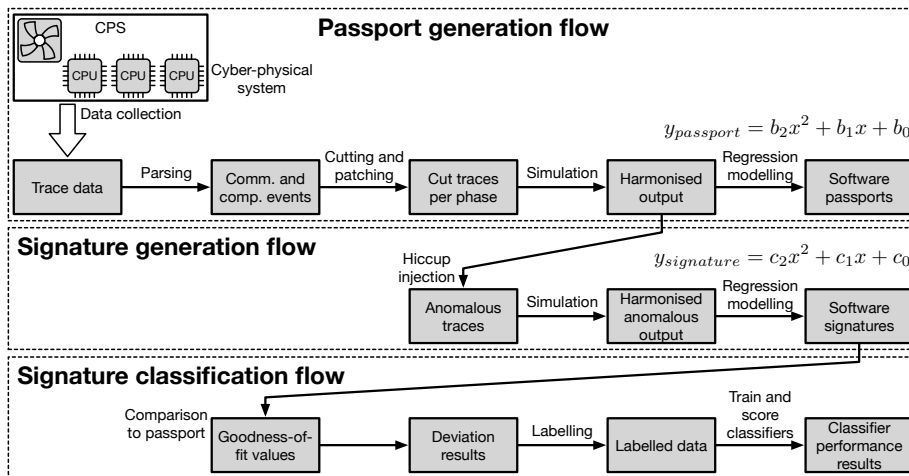 CPS
Passport generation flow
CPU CPU CPU
Cyber-physical
system
Data collection
y_{passport} = b_2x^2 + b_1x + b_0
Trace data
Parsing
Comm. and
comp. events
Cutting and
patching
Cut traces
per phase
Simulation
Harmonised
output
Regression
modelling
Software
passports
Signature generation flow
y_{signature} = c_2x^2 + c_1x + c_0
Hiccup
injection
Anomalous
traces
Simulation
Harmonised
anomalous
output
Regression
modelling
Software
signatures
Signature classification flow
Comparison
to passport
Goodness-of-
fit values
Deviation
results
Labelling
Labelled data
Train and
score
classifiers
Classifier
performance
results